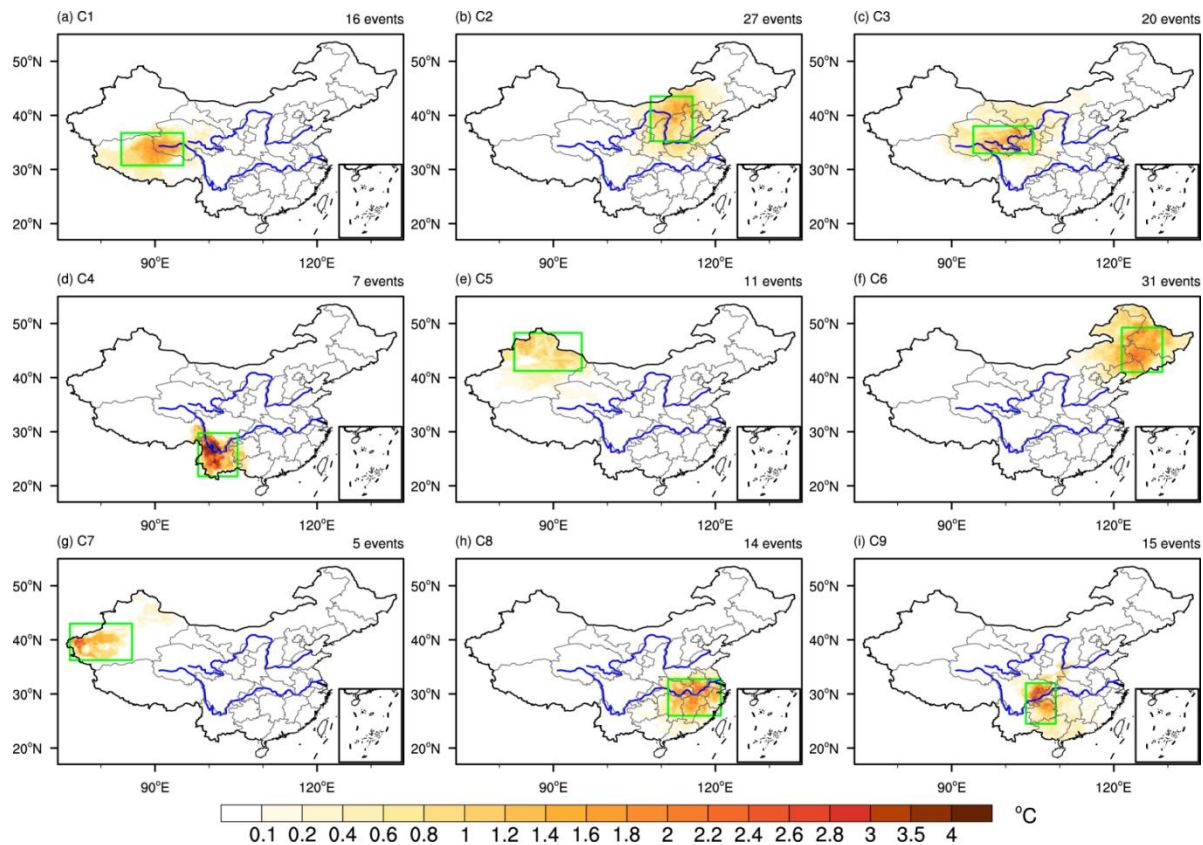 (a) C1 16 events (b) C2 27 events (c) C3 20 events
50°N 50°N 50°N
40°N 40°N 40°N
30°N 30°N 30°N
20°N 20°N 20°N
90°E 120°E 90°E 120°E 90°E 120°E
(d) C4 7 events (e) C5 11 events (f) C6 31 events
50°N 50°N 50°N
40°N 40°N 40°N
30°N 30°N 30°N
20°N 20°N 20°N
90°E 120°E 90°E 120°E 90°E 120°E
(g) C7 5 events (h) C8 14 events (i) C9 15 events
50°N 50°N 50°N
40°N 40°N 40°N
30°N 30°N 30°N
20°N 20°N 20°N
90°E 120°E 90°E 120°E 90°E 120°E
0.1 0.2 0.4 0.6 0.8 1 1.2 1.4 1.6 1.8 2 2.2 2.4 2.6 2.8 3 3.5 4 °C